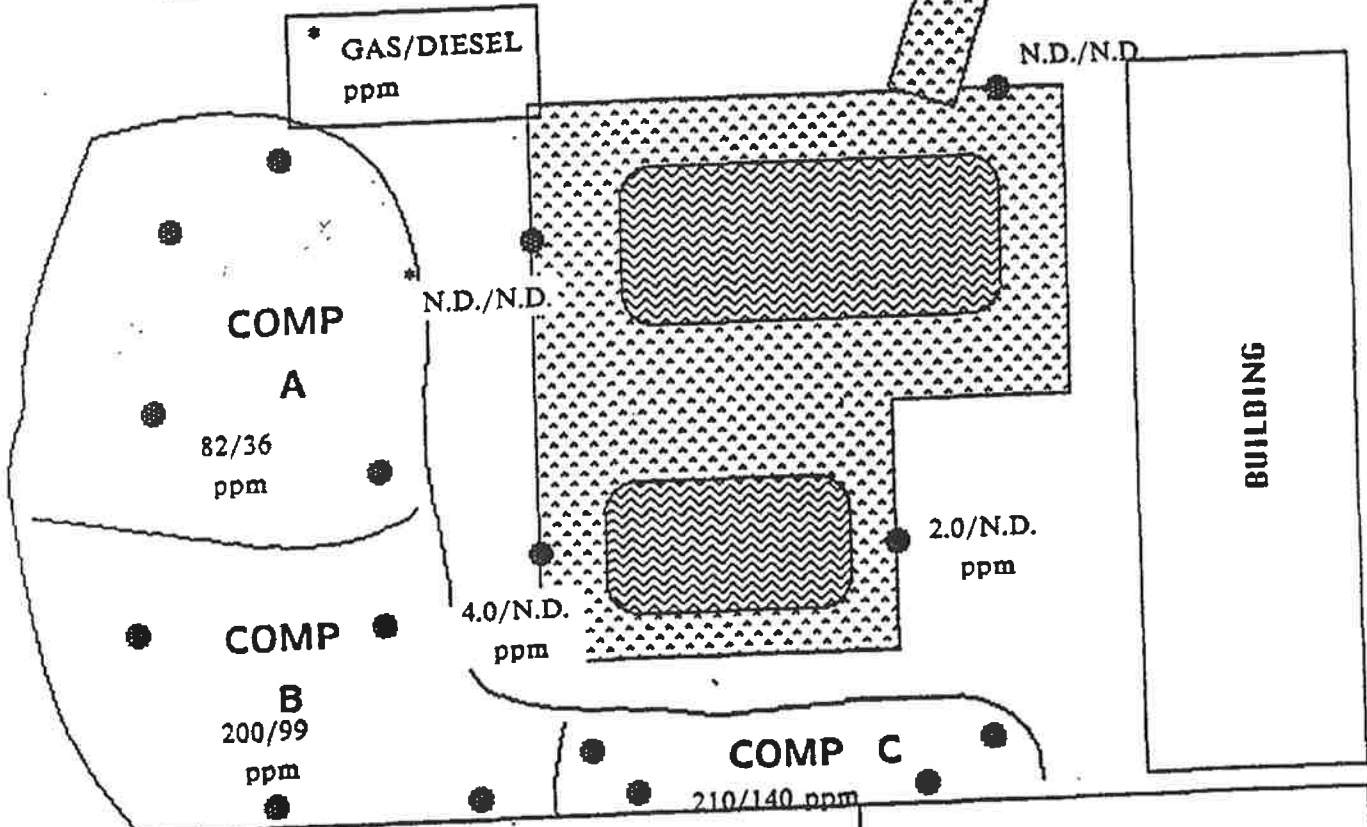 * GAS/DIESEL
ppm
N.D./N.D.
*
N.D./N.D.
COMP
A
82/36
ppm
BUILDING
2.0/N.D.
ppm
4.0/N.D.
ppm
COMP
B
200/99
ppm
COMP C
210/140 ppm